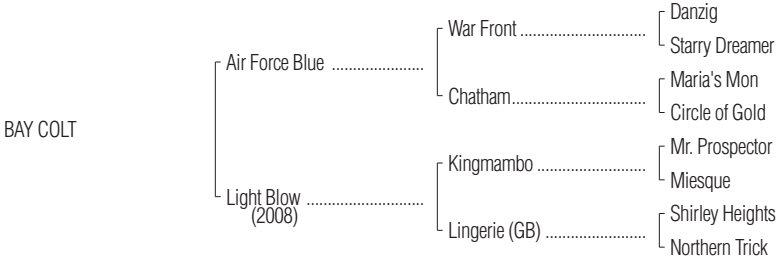 Danzig
War Front ..............................
Starry Dreamer
Air Force Blue ......................
Maria's Mon
Chatham................................
Circle of Gold
BAY COLT
Mr. Prospector
Kingmambo ..........................
Miesque
Light Blow ............................
(2008)
Shirley Heights
Lingerie (GB) ........................
Northern Trick